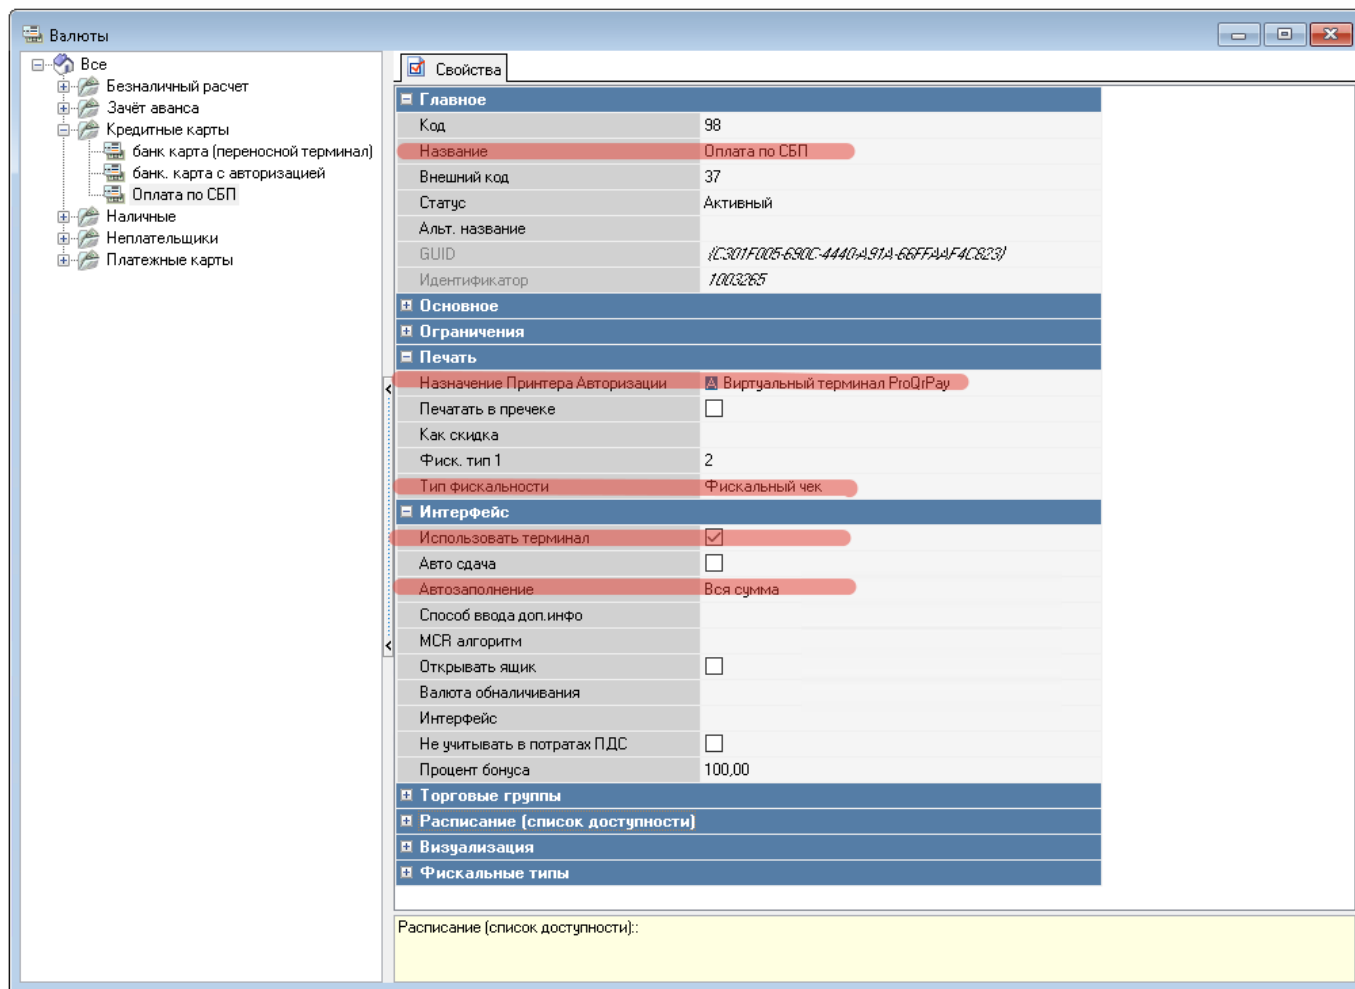 Валюты
Все
Безналичный расчет
Зачёт аванса
Кредитные карты
банк карта (переносной терминал)
банк. карта с авторизацией
Оплата по СБП
Наличные
Неплательщики
Платежные карты
Свойства
Главное
Код 98
Название Оплата по СБП
Внешний код 37
Статус Активный
Альт. название
GUID {C301F005-690C-4440-A91A-66FFAAF4C823}
Идентификатор 1003265
Основное
Ограничения
Печать
Назначение Принтера Авторизации A Виртуальный терминал ProQrPay
Печатать в пречеке
Как скидка
Фиск. тип 1 2
Тип фискальности Фискальный чек
Интерфейс
Использовать терминал
Авто сдача
Автозаполнение Вся сумма
Способ ввода доп.инфо
MCR алгоритм
Открывать ящик
Валюта обналичивания
Интерфейс
Не учитывать в потратах ПДС
Процент бонуса 100,00
Торговые группы
Расписание (список доступности)
Визуализация
Фискальные типы
Расписание (список доступности)::